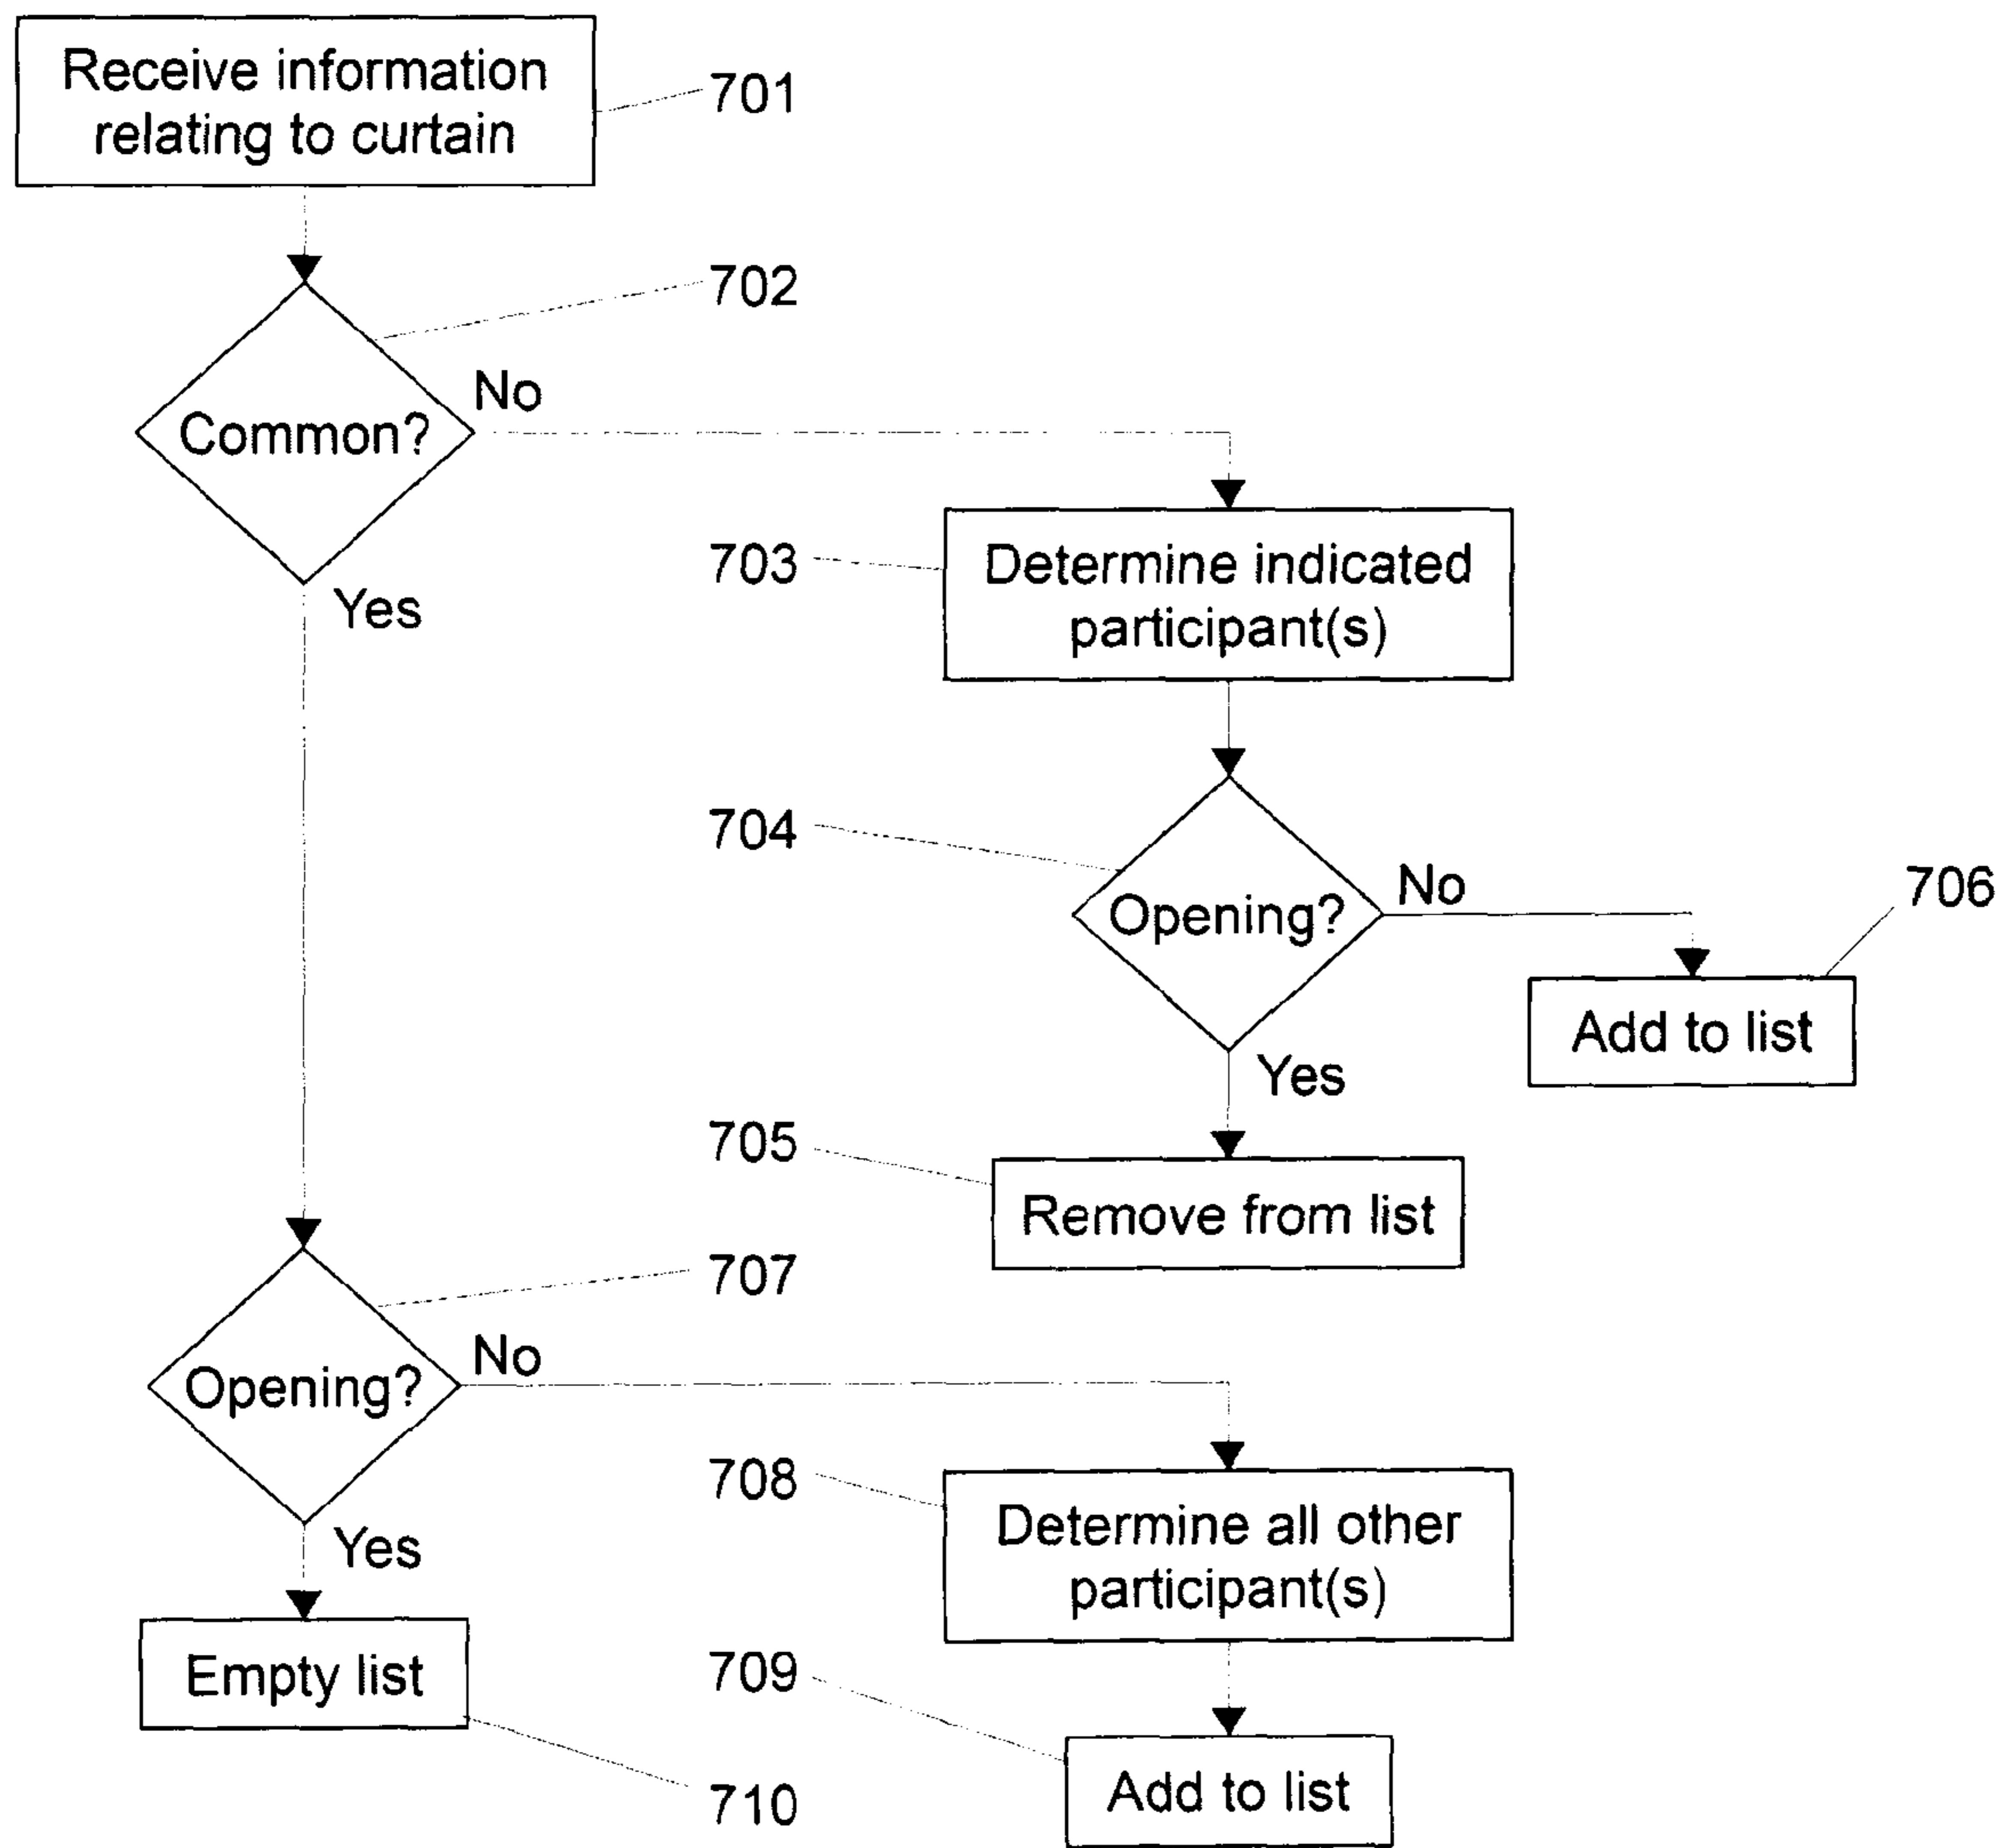 Receive information
relating to curtain
701
702
Common?
No
Yes
703
Determine indicated
participant(s)
704
Opening?
No
706
Add to list
Yes
705
Remove from list
707
Opening?
No
Yes
708
Determine all other
participant(s)
Empty list
709
Add to list
710